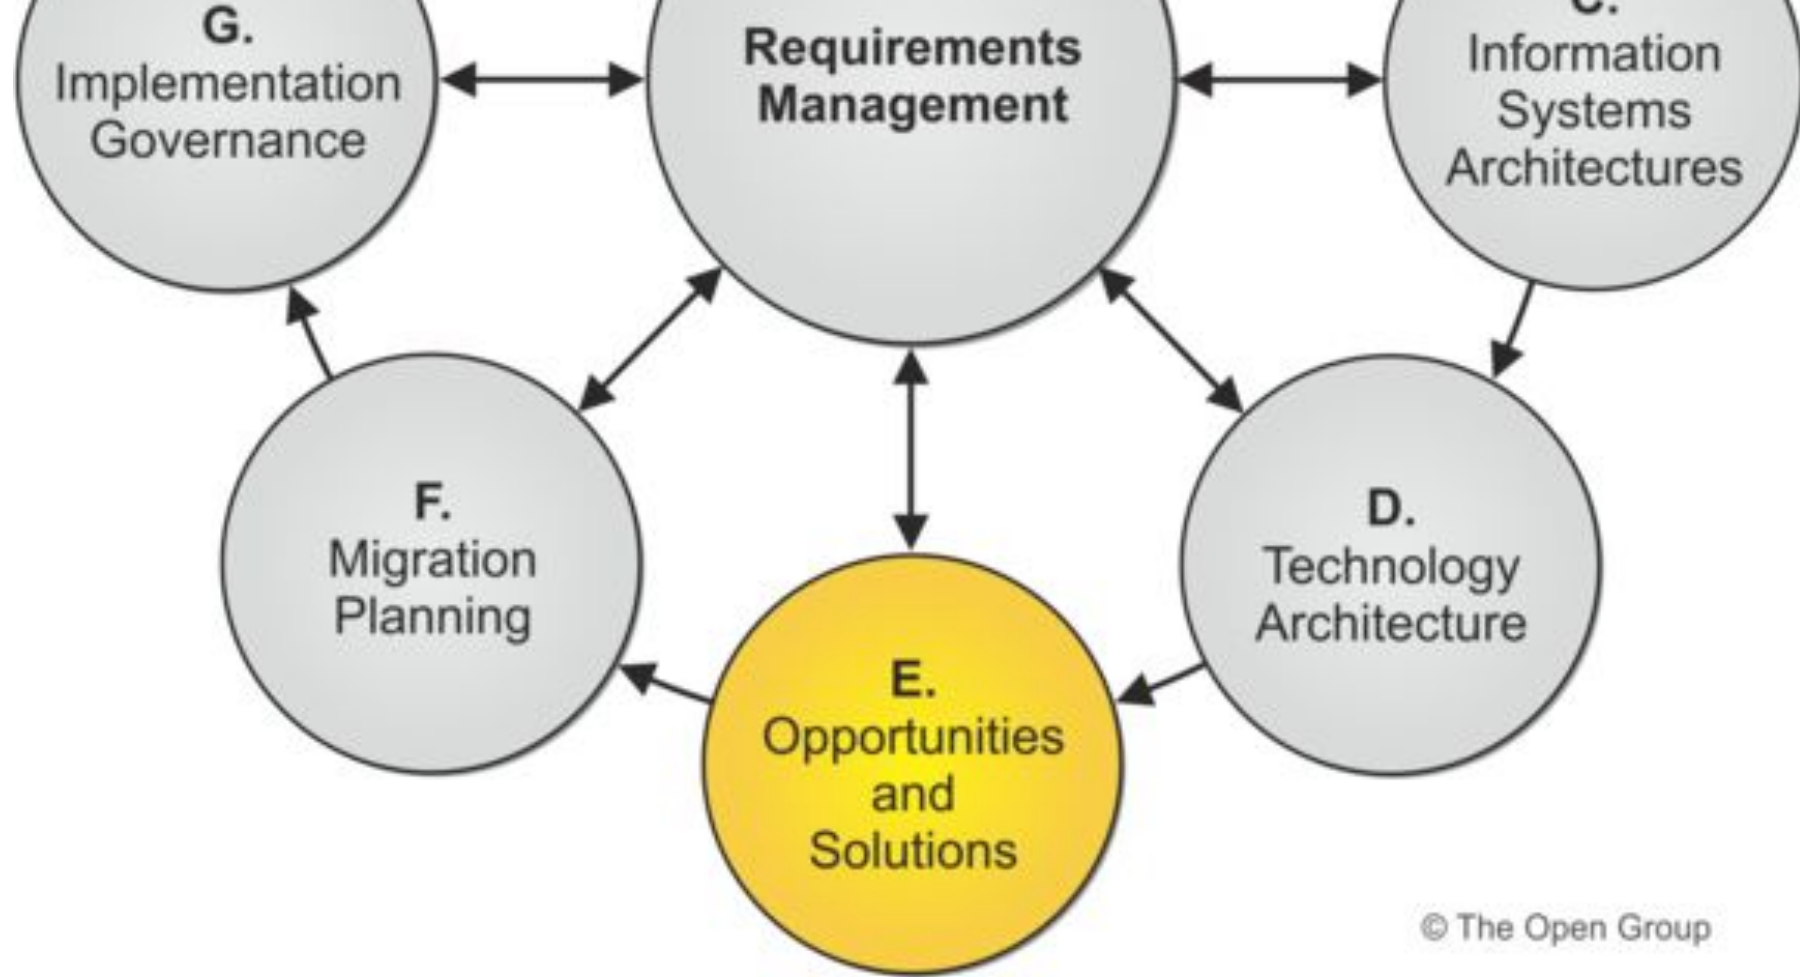 G.
Implementation
Governance
Requirements
Management
C.
Information
Systems
Architectures
F.
Migration
Planning
D.
Technology
Architecture
E.
Opportunities
and
Solutions
© The Open Group